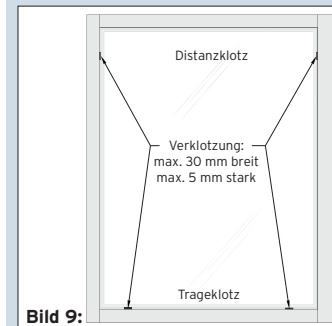 Distanzklotz
Verklotzung:
max. 30 mm breit
max. 5 mm stark
Trageklotz
Bild 9: